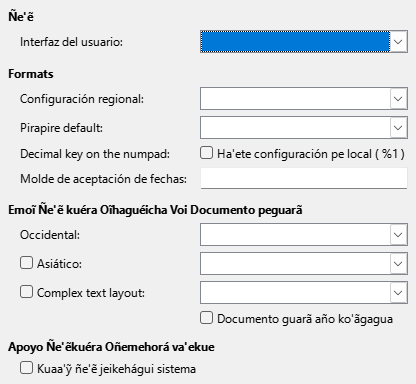 Ñe'ẽ
Interfaz del usuario:
Formats
Configuración regional:
Pirapire default:
Decimal key on the numpad:
Ha'ete configuración pe local ( %1 )
Molde de aceptación de fechas:
Emoĩ Ñe'ẽ kuéra Oĩhaguéicha Voi Documento peguarã
Occidental:
Asiático:
Complex text layout:
Documento guarã año ko'ãgagua
Apoyo Ñe'ẽkuéra Oñemehorá va'ekue
Kuaa'ỹ ñe'ẽ jeikehágui sistema